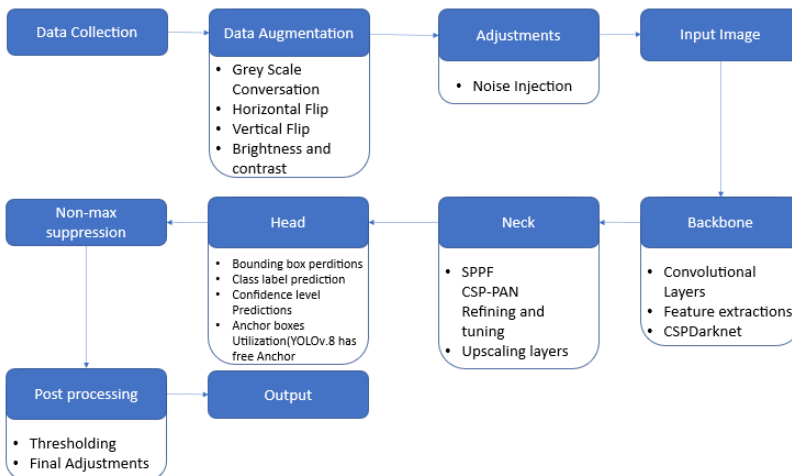 Data Collection
Data Augmentation
• Grey Scale
Conversation
• Horizontal Flip
• Vertical Flip
• Brightness and
contrast
Adjustments
• Noise Injection
Input Image
Backbone
• Convolutional
Layers
• Feature extractions
• CSPDarknet
Neck
• SPPF
CSP-PAN
Refining and
tuning
• Upscaling layers
Head
• Bounding box perditions
• Class label prediction
• Confidence level
Predictions
• Anchor boxes
Utilization(YOLOv.8 has
free Anchor
Non-max
suppression
Post processing
• Thresholding
• Final Adjustments
Output